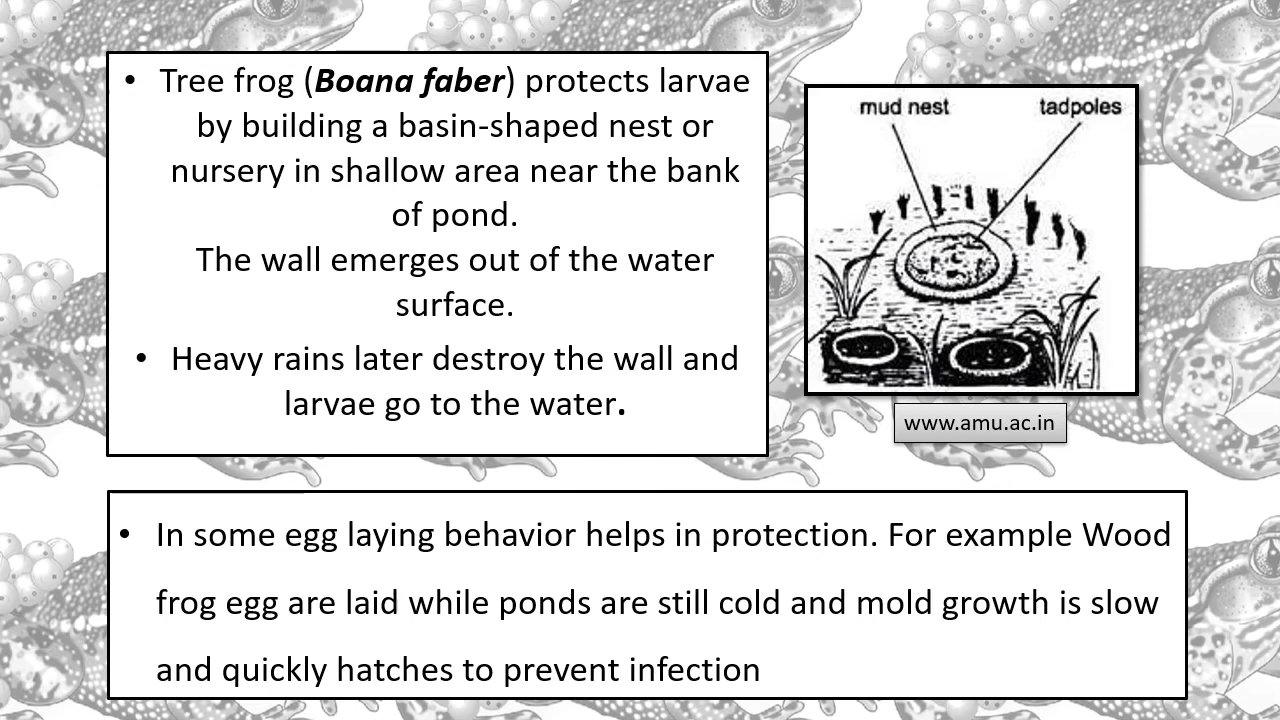 • Tree frog (Boana faber) protects larvae
by building a basin-shaped nest or
nursery in shallow area near the bank
of pond.
The wall emerges out of the water
surface.
• Heavy rains later destroy the wall and
larvae go to the water.
mud nest
tadpoles
www.amu.ac.in
• In some egg laying behavior helps in protection. For example Wood
frog egg are laid while ponds are still cold and mold growth is slow
and quickly hatches to prevent infection